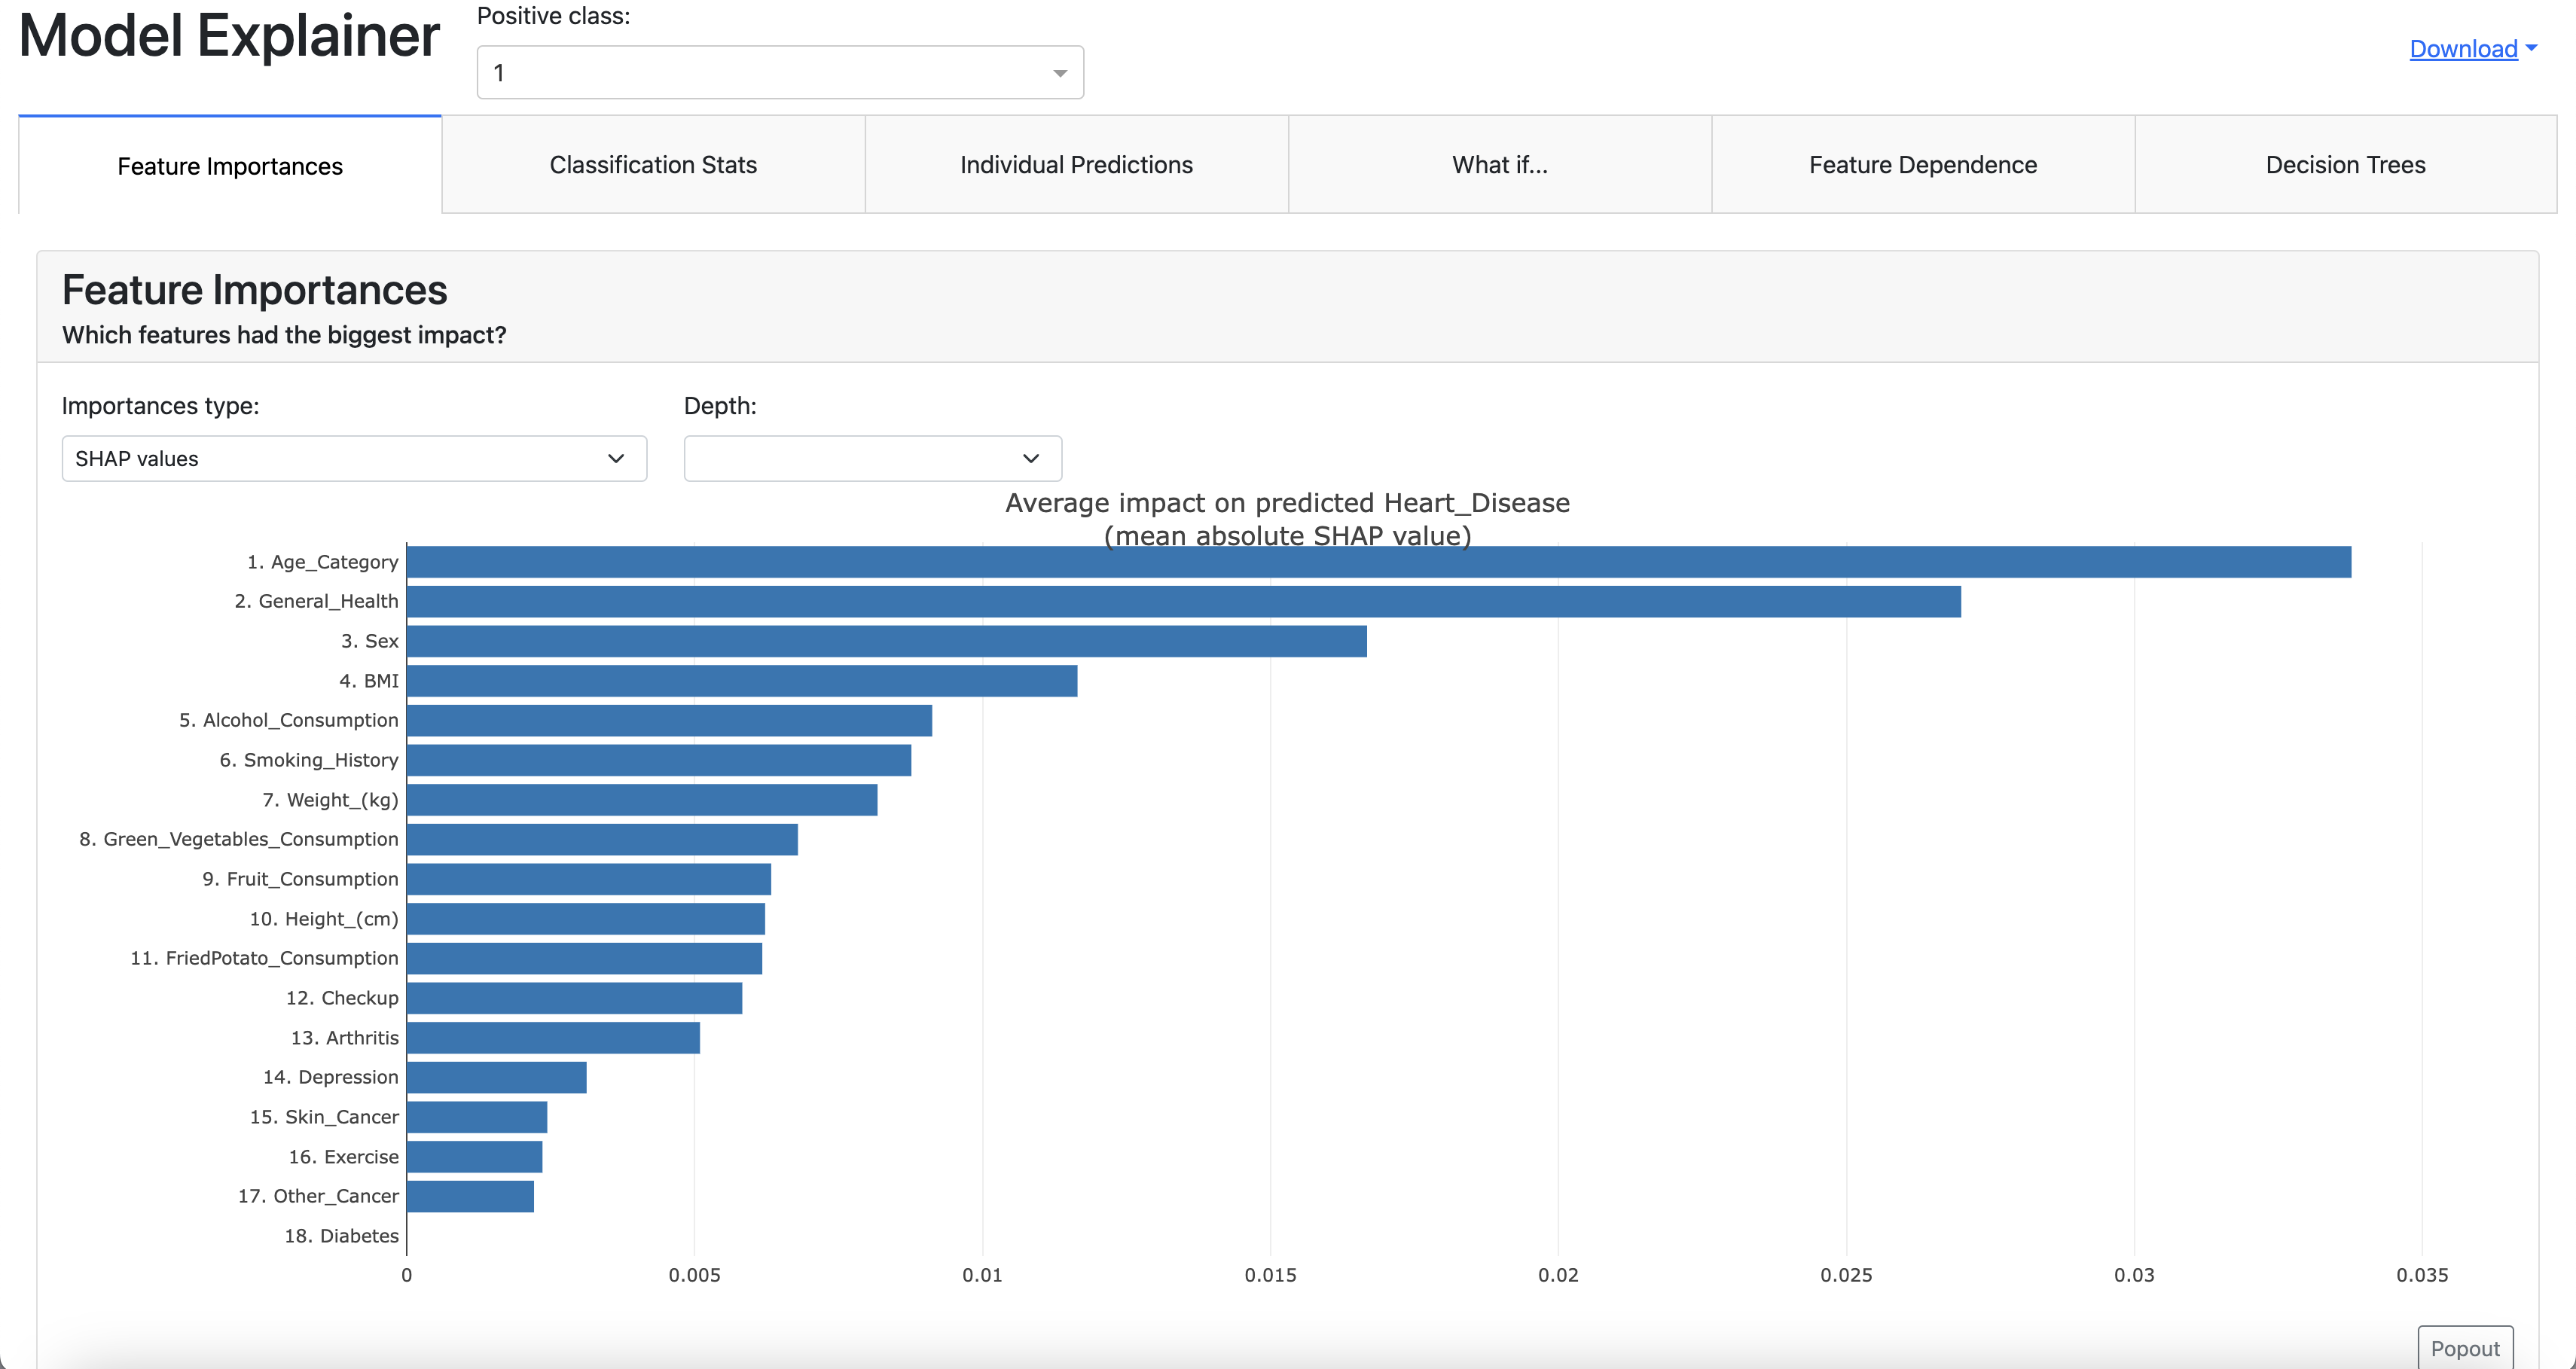 Model Explainer
Positive class:
1
Download
Feature Importances
Classification Stats
Individual Predictions
What if...
Feature Dependence
Decision Trees
Feature Importances
Which features had the biggest impact?
Importances type:
Depth:
SHAP values
Average impact on predicted Heart_Disease
(mean absolute SHAP value)
1. Age_Category
2. General_Health
3. Sex
4. BMI
5. Alcohol_Consumption
6. Smoking_History
7. Weight_(kg)
8. Green_Vegetables_Consumption
9. Fruit_Consumption
10. Height_(cm)
11. FriedPotato_Consumption
12. Checkup
13. Arthritis
14. Depression
15. Skin_Cancer
16. Exercise
17. Other_Cancer
18. Diabetes
0 0.005 0.01 0.015 0.02 0.025 0.03 0.035
Popout